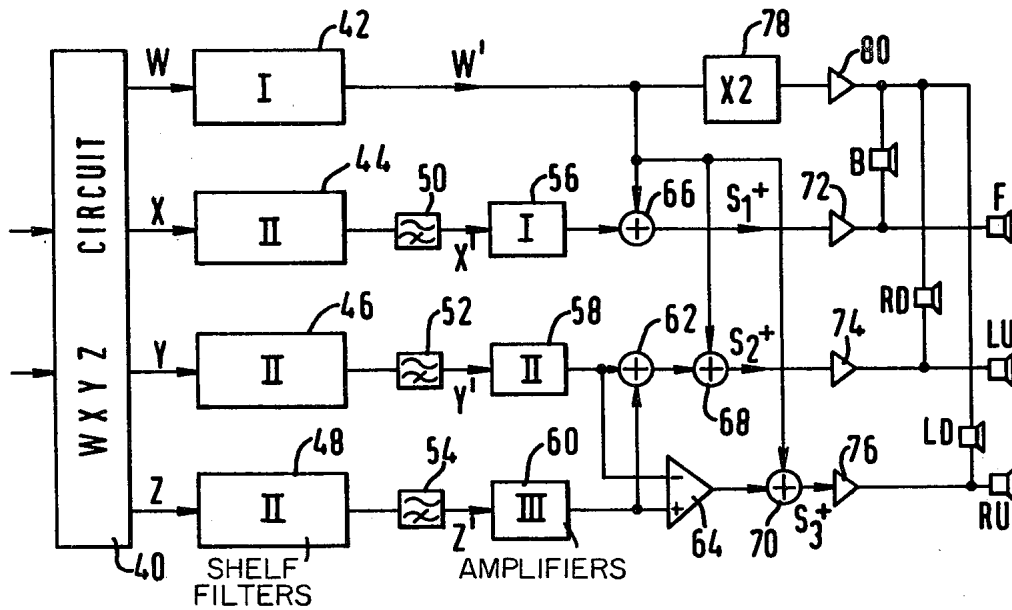 42
78
80
W
I
W'
X2
B
44
50
56
66
S1+
72
F
X
II
X'
I
RD
46
52
58
62
S2+
74
LU
Y
II
Y'
II
68
LD
48
54
60
76
Z
II
Z'
III
64
70
S3+
RU
WXYZ CIRCUIT
40
SHELF
FILTERS
AMPLIFIERS